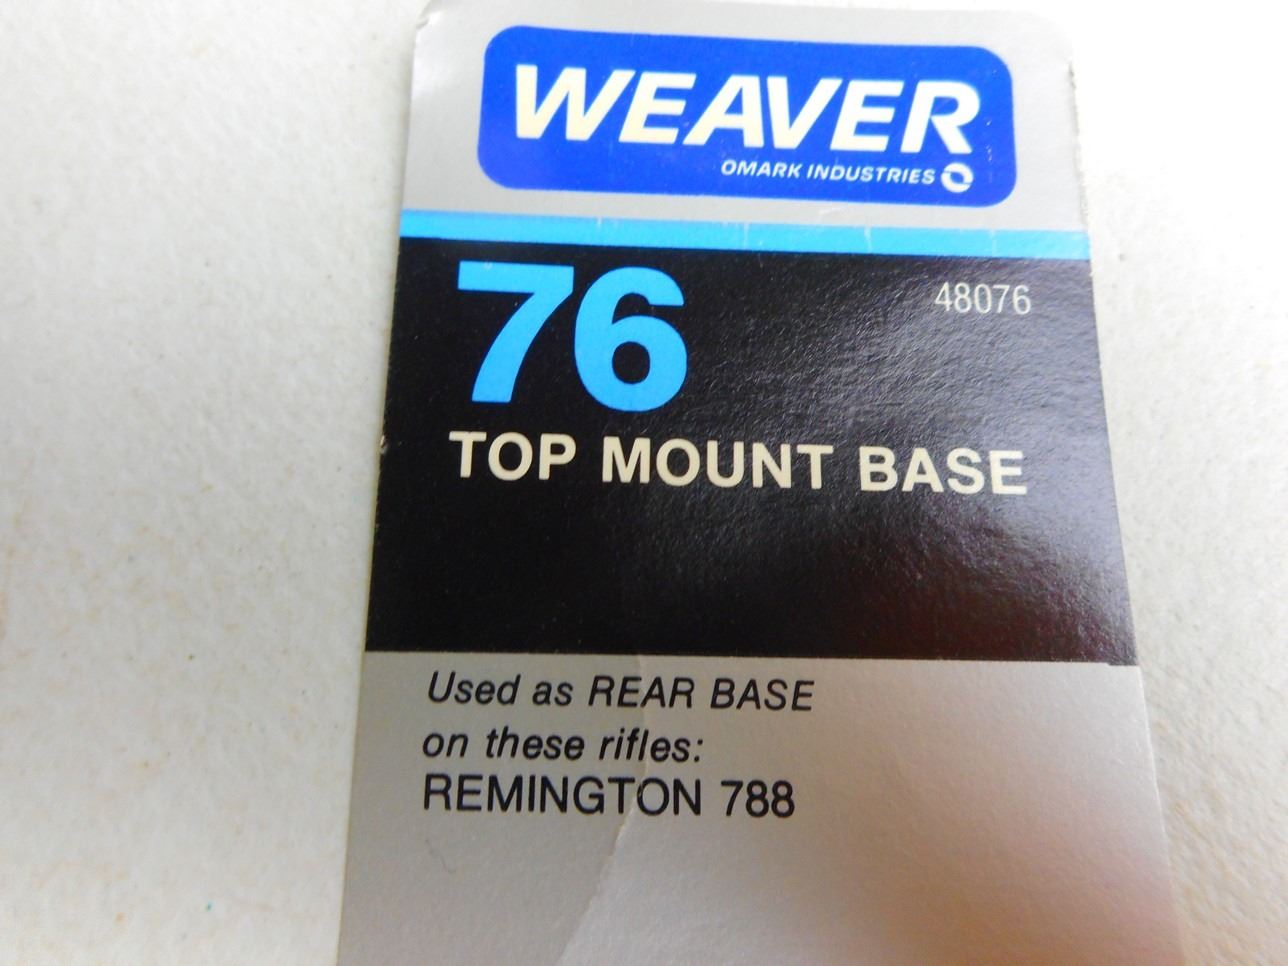 WEAVER
OMARK INDUSTRIES
76
48076
TOP MOUNT BASE
Used as REAR BASE
on these rifles:
REMINGTON 788